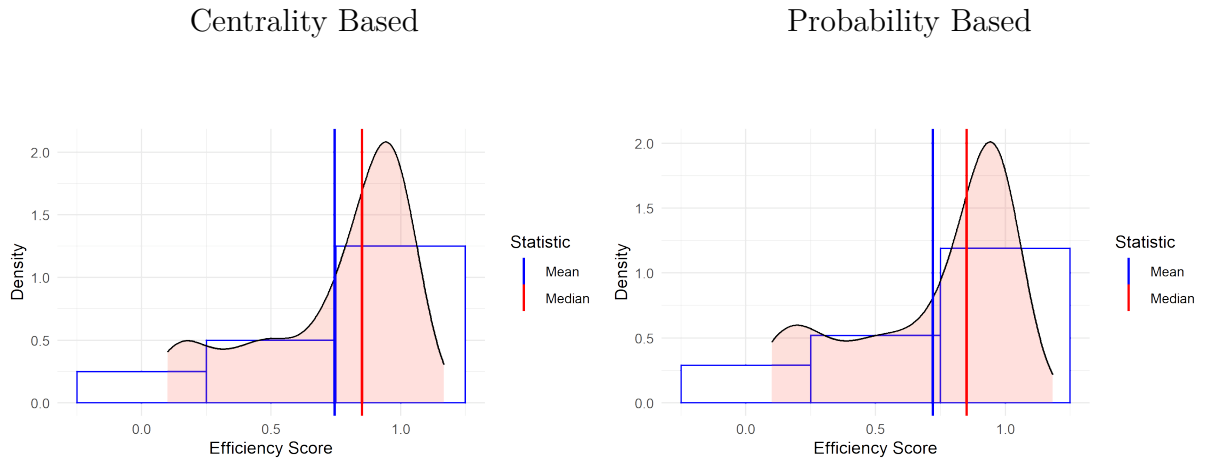 Centrality Based
Probability Based
2.0
1.5
1.0
0.5
0.0
Density
0.0
0.5
1.0
Efficiency Score
Statistic
Mean
Median
2.0
1.5
1.0
0.5
0.0
Density
0.0
0.5
1.0
Efficiency Score
Statistic
Mean
Median